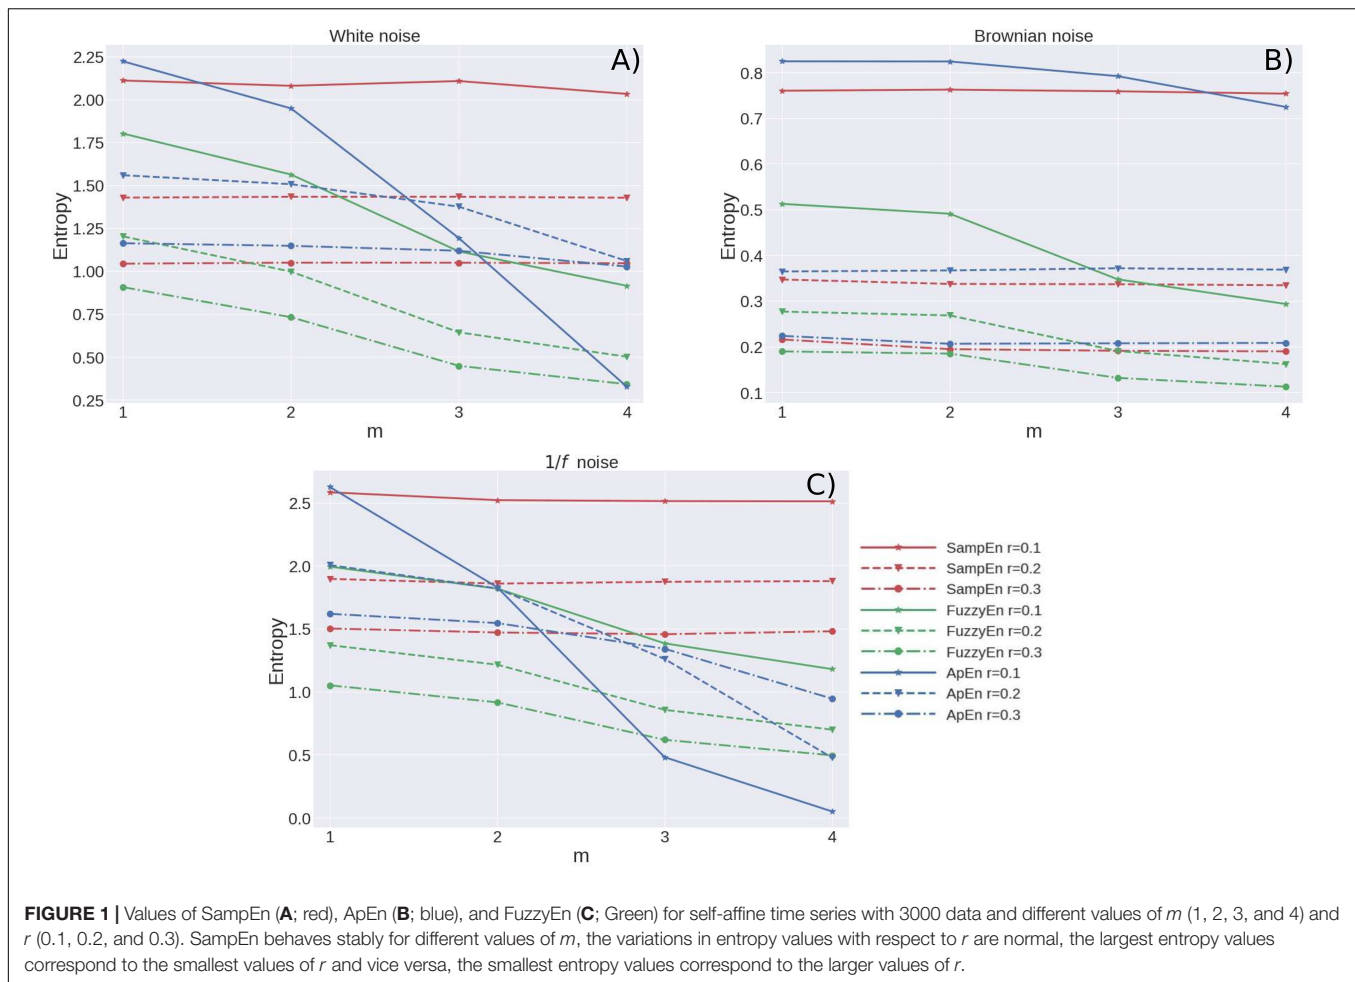 White noise
A)
2.25
2.00
1.75
1.50
1.25
1.00
0.75
0.50
0.25
Entropy
1 2 3 4
m
Brownian noise
B)
0.8
0.7
0.6
0.5
0.4
0.3
0.2
0.1
Entropy
1 2 3 4
m
1/f noise
C)
2.5
2.0
1.5
1.0
0.5
0.0
Entropy
1 2 3 4
m
SampEn r=0.1
SampEn r=0.2
SampEn r=0.3
FuzzyEn r=0.1
FuzzyEn r=0.2
FuzzyEn r=0.3
ApEn r=0.1
ApEn r=0.2
ApEn r=0.3
FIGURE 1 | Values of SampEn (A; red), ApEn (B; blue), and FuzzyEn (C; Green) for self-affine time series with 3000 data and different values of m (1, 2, 3, and 4) and
r (0.1, 0.2, and 0.3). SampEn behaves stably for different values of m, the variations in entropy values with respect to r are normal, the largest entropy values
correspond to the smallest values of r and vice versa, the smallest entropy values correspond to the larger values of r.